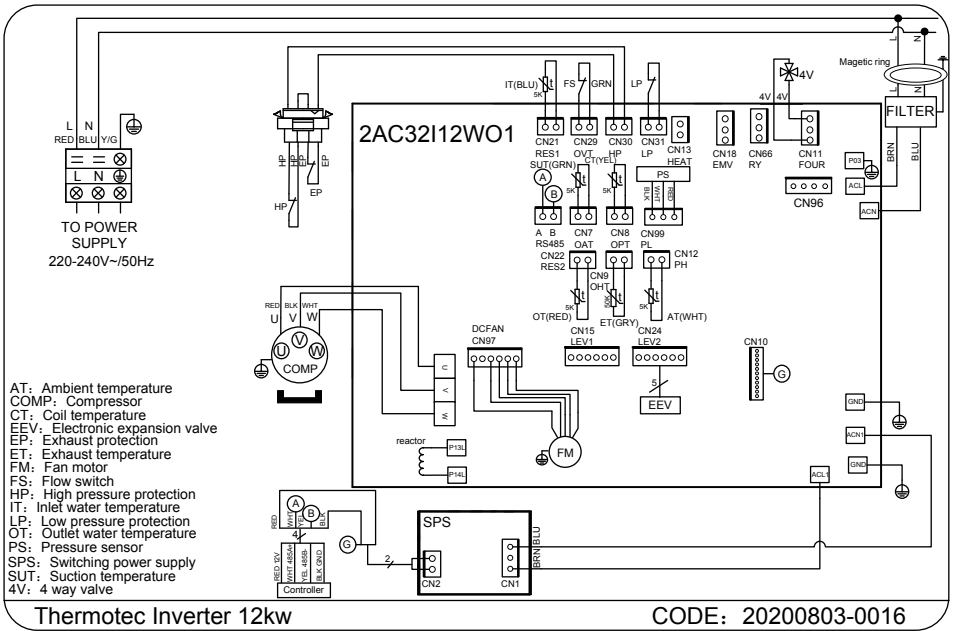 L
N
Magetic ring
L
N
L
N
FILTER
BRN
BLU
IT(BLU)
5K
t
FS
GRN
LP
4V
4V
4V
2AC32I12WO1
CN21
RES1
CN29
OVT
CN30
HP
CN31
LP
CN13
HEAT
CN18
EMV
CN66
RY
CN11
FOUR
CN96
P03
ACL
ACN
SUT(GRN)
CT(YEL)
A
B
5K
t
5K
t
PS
BLK
WHT
RED
A B
RS485
CN7
OAT
CN8
OPT
CN99
PL
CN22
RES2
CN9
OHT
CN12
PH
5K
t
50K
t
5K
t
OT(RED)
ET(GRY)
AT(WHT)
HP
HP
EP
EP
EP
HP
L N
RED BLU Y/G
L N
TO POWER
SUPPLY
220-240V~/50Hz
RED BLK WHT
U V W
U
V
W
COMP
U
V
W
DCFAN
CN97
FM
CN15
LEV1
CN24
LEV2
5
EEV
CN10
G
reactor
P13L
P14L
GND
ACN1
GND
ACL1
AT: Ambient temperature
COMP: Compressor
CT: Coil temperature
EEV: Electronic expansion valve
EP: Exhaust protection
ET: Exhaust temperature
FM: Fan motor
FS: Flow switch
HP: High pressure protection
IT: Inlet water temperature
LP: Low pressure protection
OT: Outlet water temperature
PS: Pressure sensor
SPS: Switching power supply
SUT: Suction temperature
4V: 4 way valve
RED
WHT
YEL
BLK
A
B
4
RED 12V
WHT 485A+
YEL 485B-
BLK GND
Controller
G
2
SPS
CN2
CN1
BLU
BRN
Thermotec Inverter 12kw
CODE: 20200803-0016